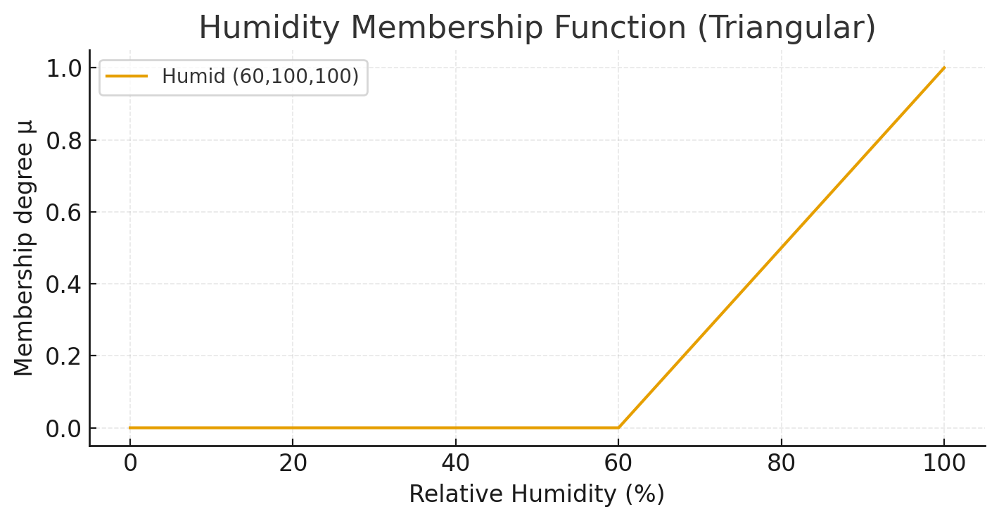 Humidity Membership Function (Triangular)
Humid (60,100,100)
Membership degree μ
1.0
0.8
0.6
0.4
0.2
0.0
0 20 40 60 80 100
Relative Humidity (%)